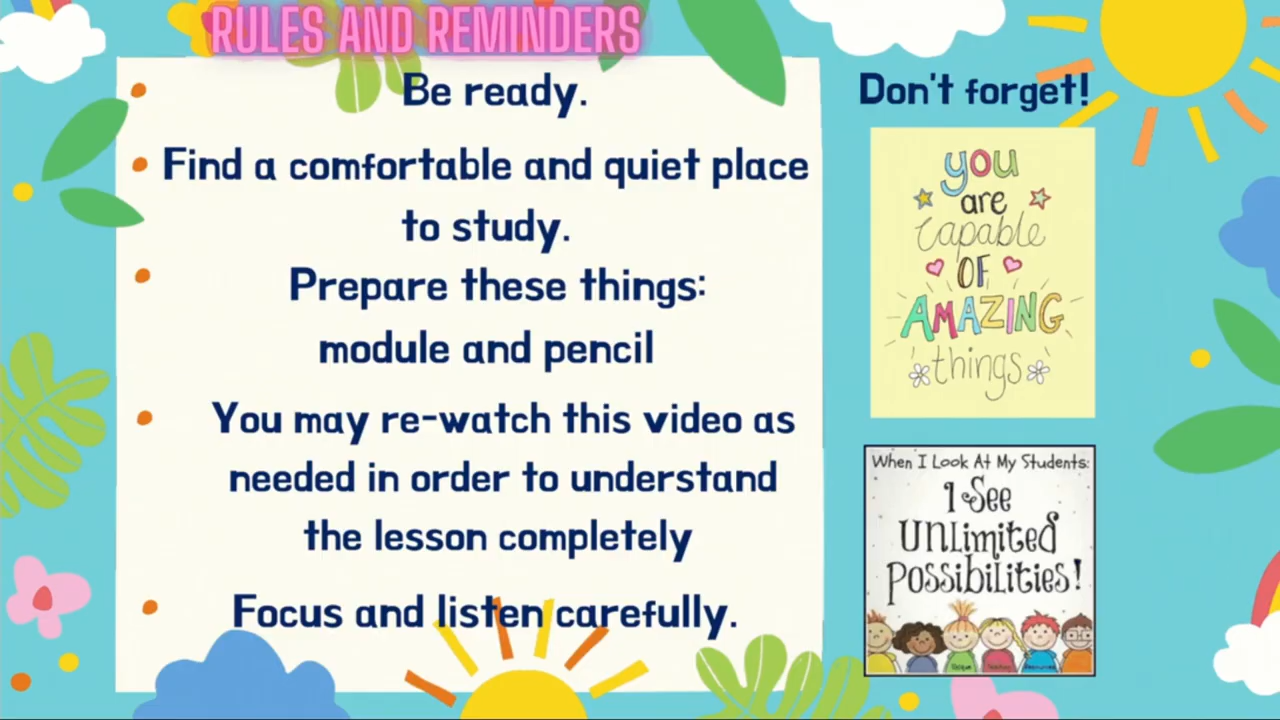 RULES AND REMINDERS
Be ready.
Find a comfortable and quiet place
to study.
Prepare these things:
module and pencil
You may re-watch this video as
needed in order to understand
the lesson completely
Focus and listen carefully.
Don't forget!
you
are
capable
OF
AMAZING
things
When I Look At My Students:
I See
UNLimited
POSSIBILITIES!
Unique